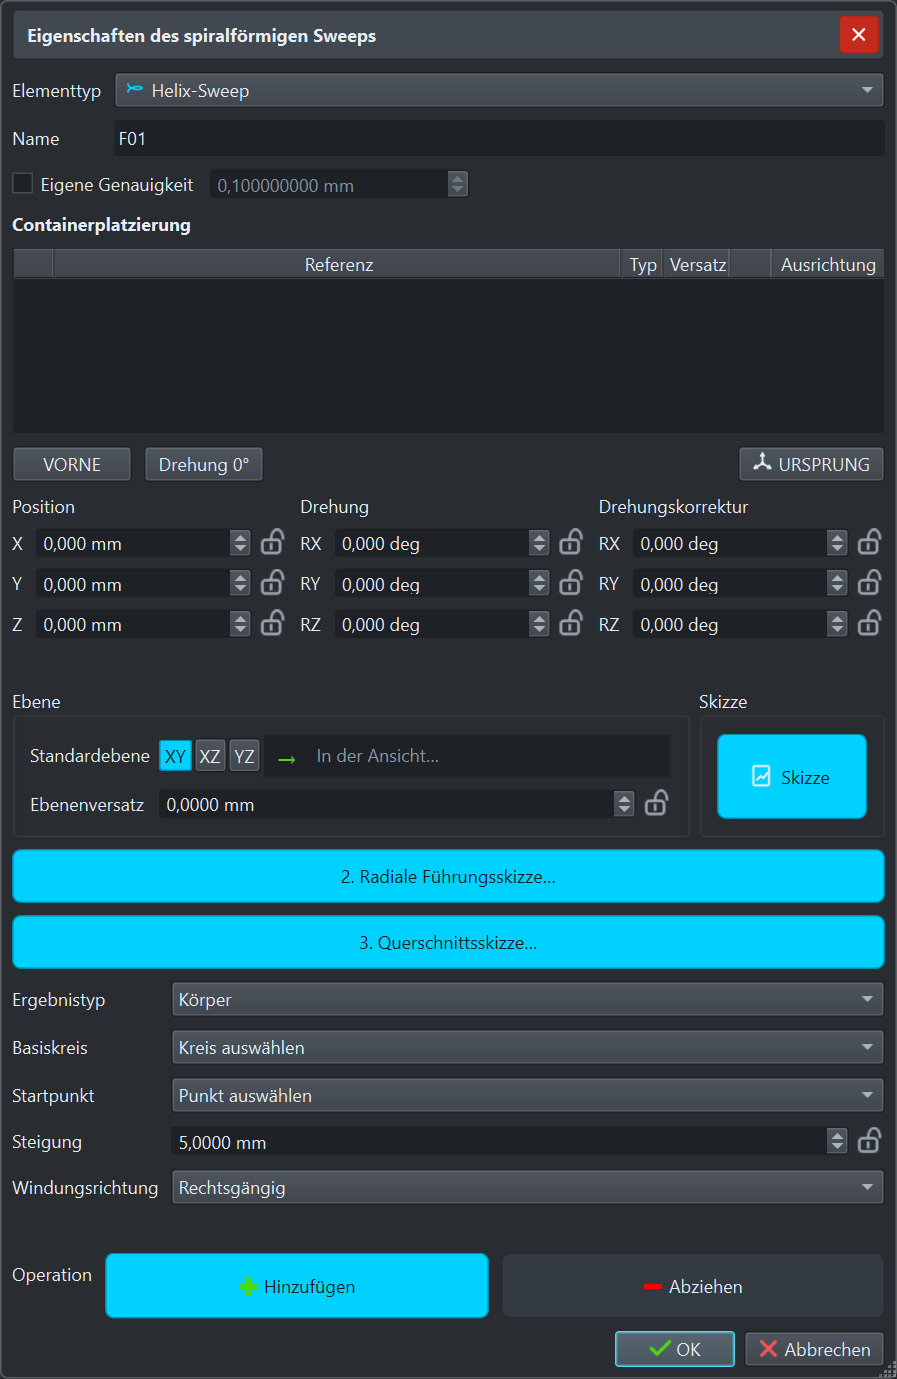 Eigenschaften des spiralförmigen Sweeps
Elementtyp Helix-Sweep
Name F01
Eigene Genauigkeit 0,100000000 mm
Containerplatzierung
Referenz Typ Versatz Ausrichtung
VORNE Drehung 0° URSPRUNG
Position Drehung Drehungskorrektur
X 0,000 mm RX 0,000 deg RX 0,000 deg
Y 0,000 mm RY 0,000 deg RY 0,000 deg
Z 0,000 mm RZ 0,000 deg RZ 0,000 deg
Ebene Skizze
Standardebene XY XZ YZ → In der Ansicht...
Skizze
Ebenenversatz 0,0000 mm
2. Radiale Führungsskizze...
3. Querschnittsskizze...
Ergebnistyp Körper
Basiskreis Kreis auswählen
Startpunkt Punkt auswählen
Steigung 5,0000 mm
Windungsrichtung Rechtsgängig
Operation Hinzufügen Abziehen
OK Abbrechen